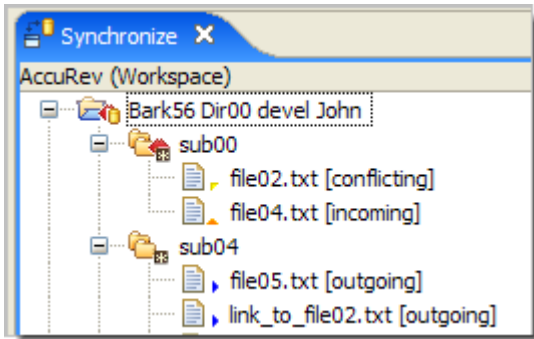 Synchronize
AccuRev (Workspace)
Bark56 Dir00 devel John
sub00
file02.txt [conflicting]
file04.txt [incoming]
sub04
file05.txt [outgoing]
link_to_file02.txt [outgoing]